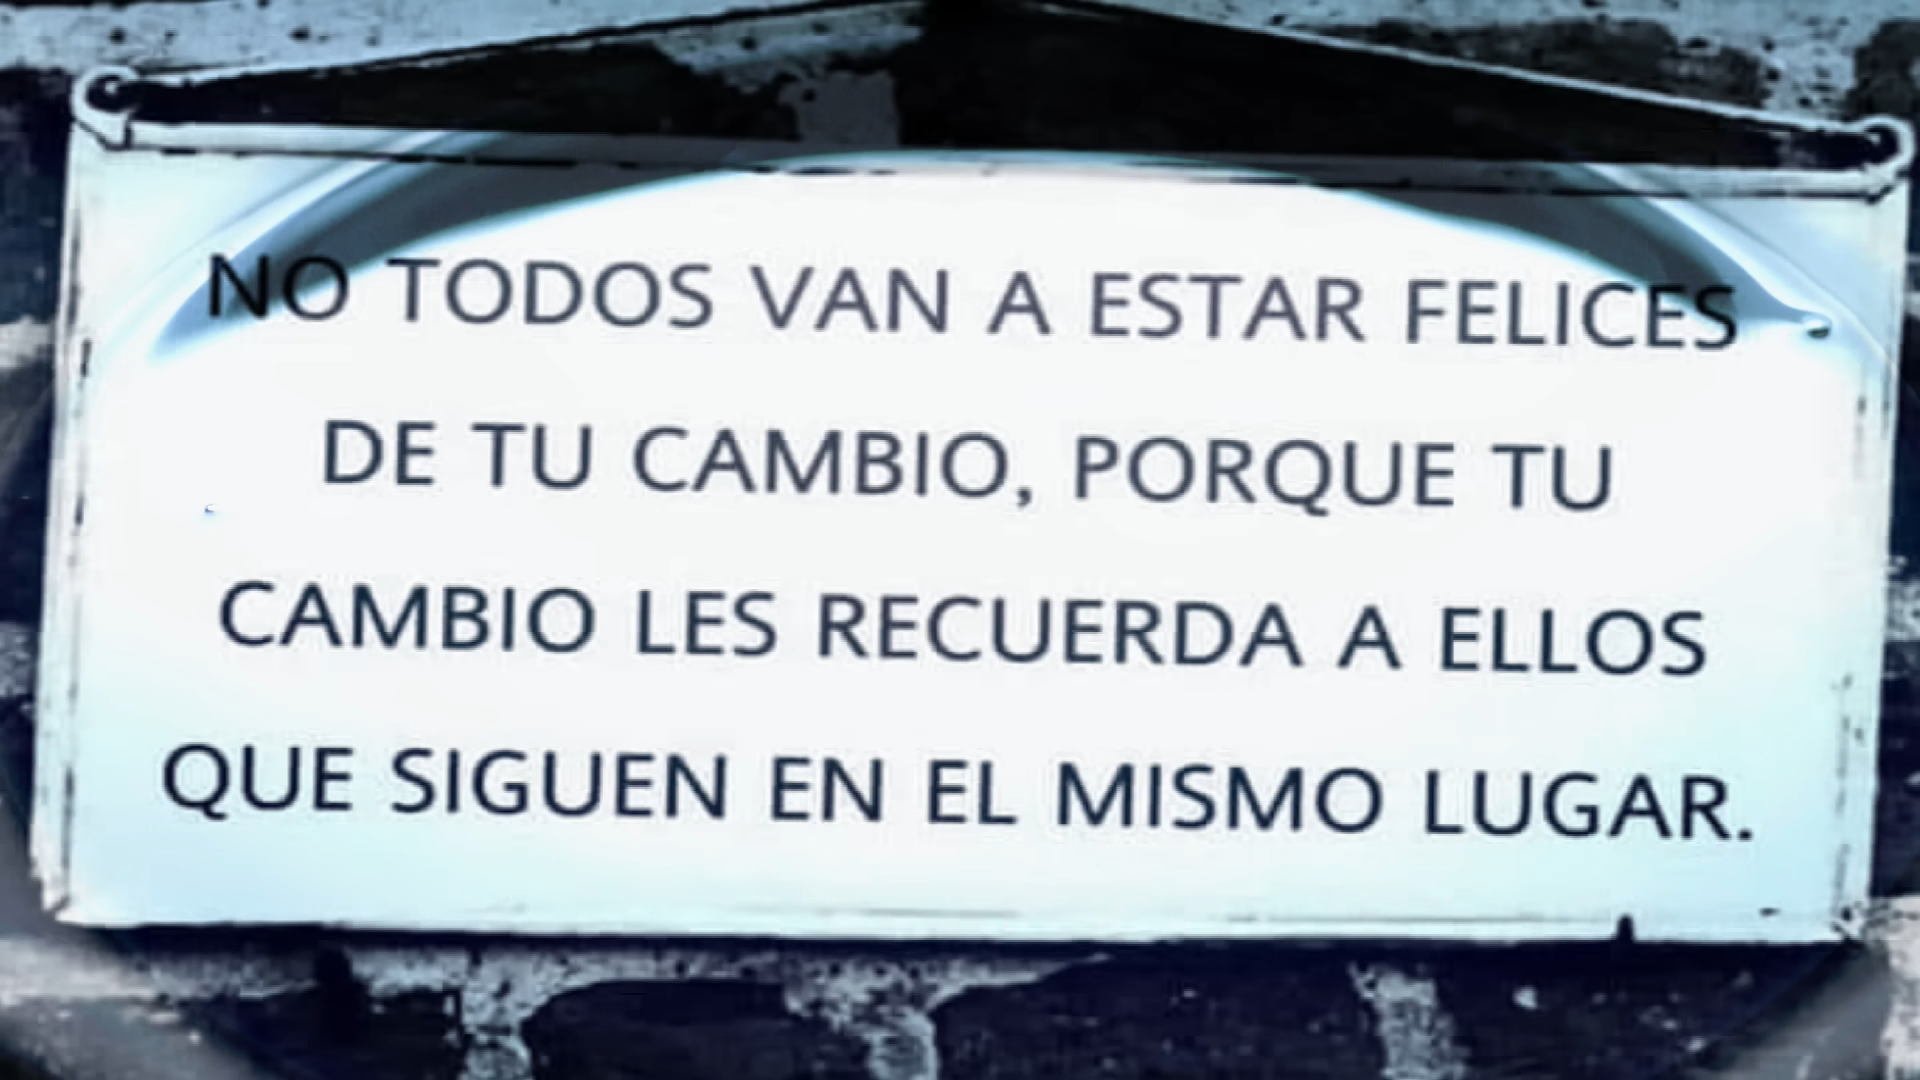 NO TODOS VAN A ESTAR FELICES
DE TU CAMBIO, PORQUE TU
CAMBIO LES RECUERDA A ELLOS
QUE SIGUEN EN EL MISMO LUGAR.